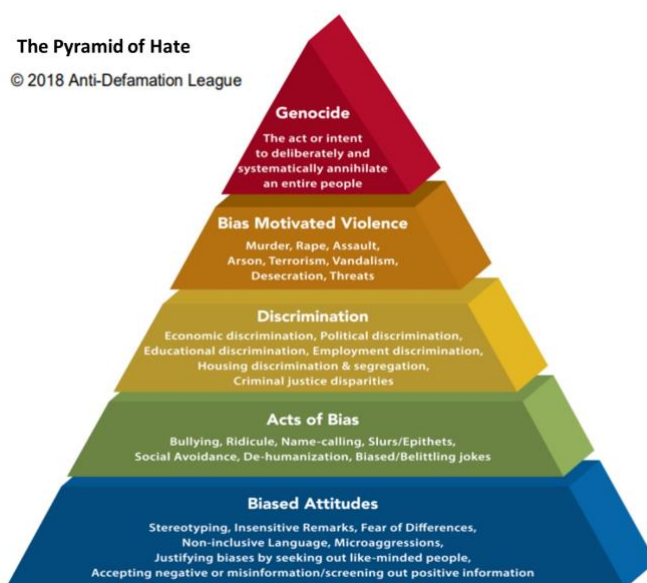 The Pyramid of Hate
© 2018 Anti-Defamation League
Genocide
The act or intent
to deliberately and
systematically annihilate
an entire people
Bias Motivated Violence
Murder, Rape, Assault,
Arson, Terrorism, Vandalism,
Desecration, Threats
Discrimination
Economic discrimination, Political discrimination,
Educational discrimination, Employment discrimination,
Housing discrimination & segregation,
Criminal justice disparities
Acts of Bias
Bullying, Ridicule, Name-calling, Slurs/Epithets,
Social Avoidance, De-humanization, Biased/Belittling jokes
Biased Attitudes
Stereotyping, Insensitive Remarks, Fear of Differences,
Non-inclusive Language, Microaggressions,
Justifying biases by seeking out like-minded people,
Accepting negative or misinformation/screening out positive information